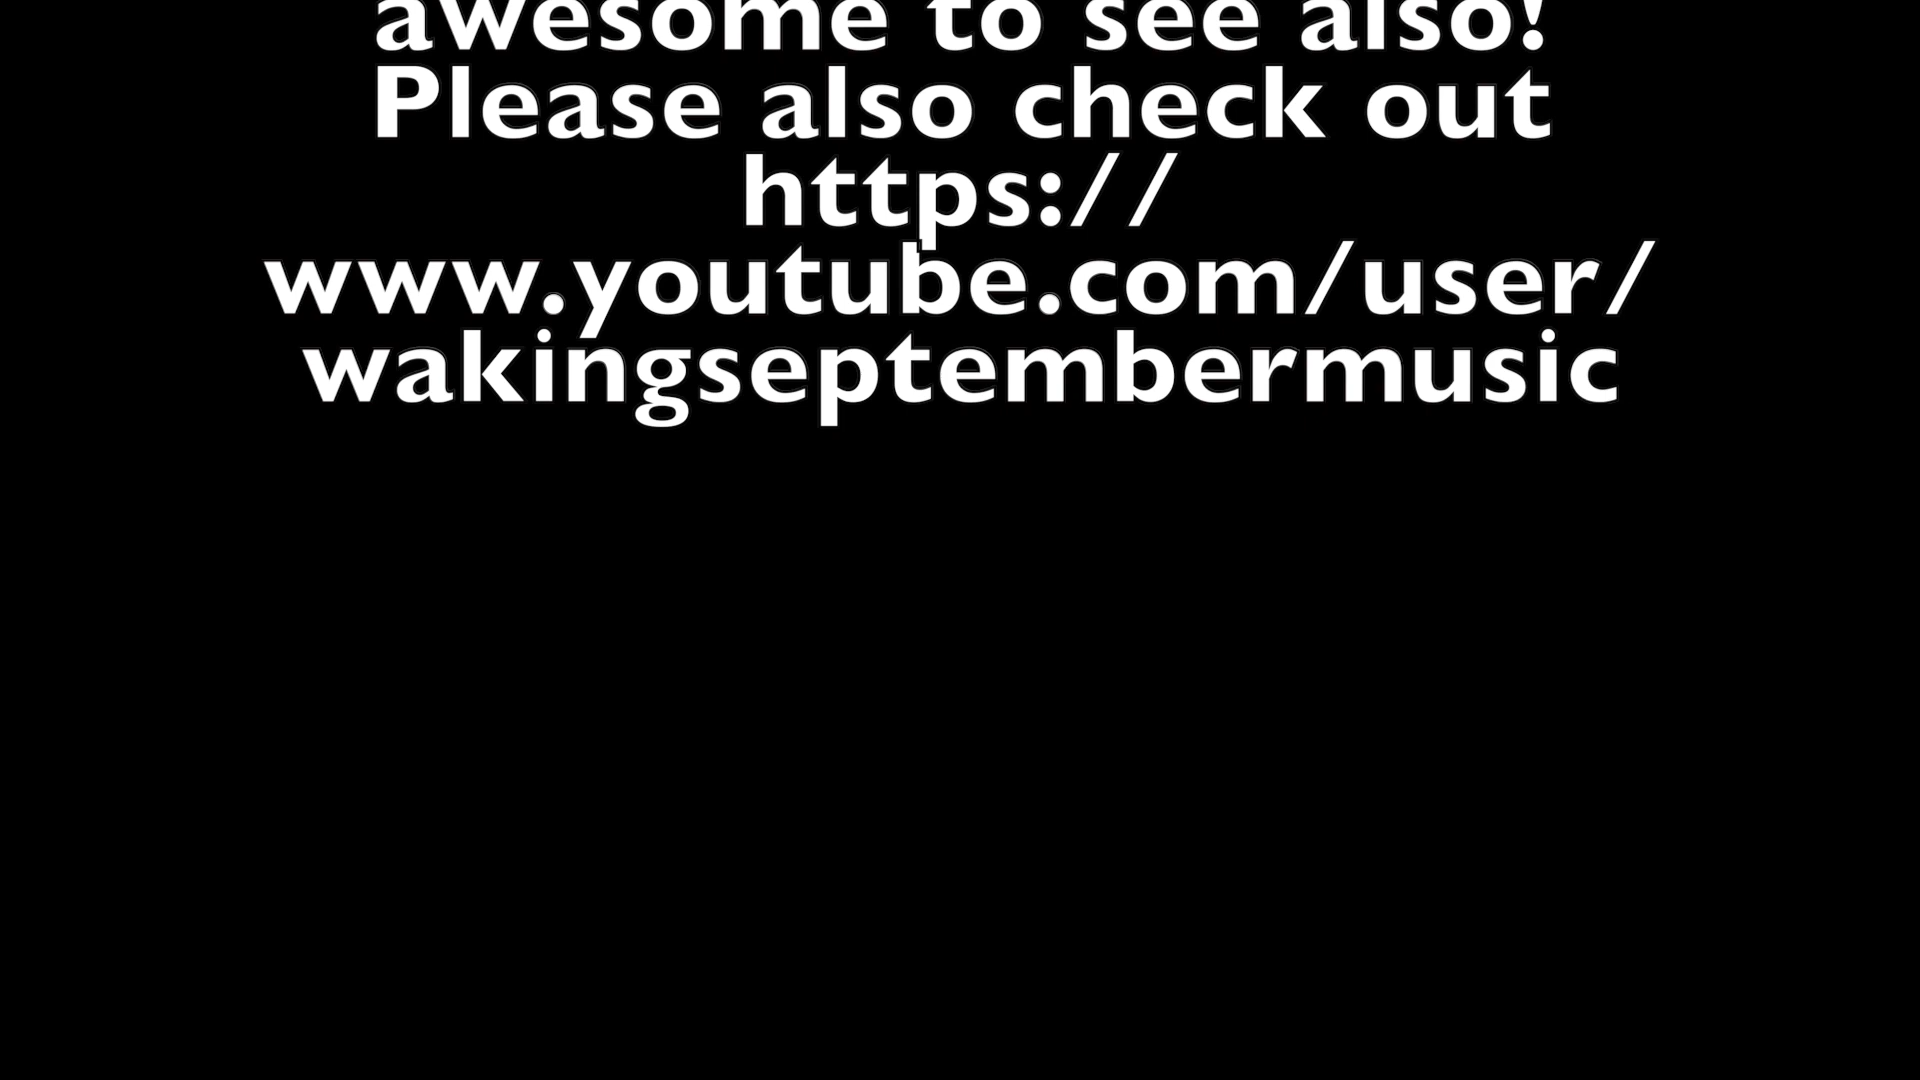 awesome to see also!
Please also check out
https://
www.youtube.com/user/
wakingseptembermusic